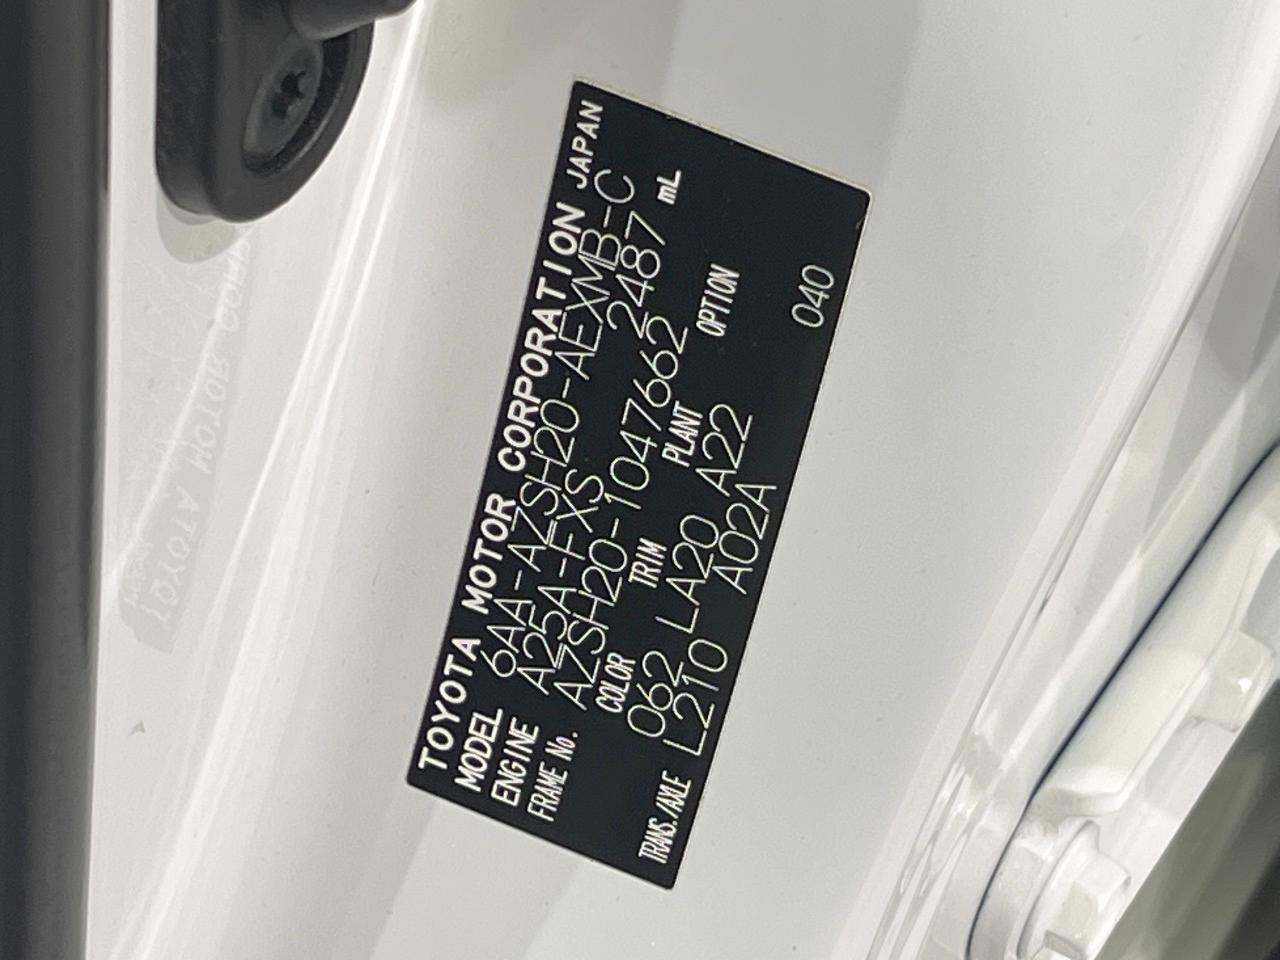 TOYOTA MOTOR CORPORATION JAPAN
MODEL 6AA-AZSH20-AEXMB-C
ENGINE A25A-FXS 2487 mL
FRAME No. AZSH20-1047662
COLOR TRIM PLANT OPTION
062 LA20 A22
TRANS./AXLE L210 A02A 040